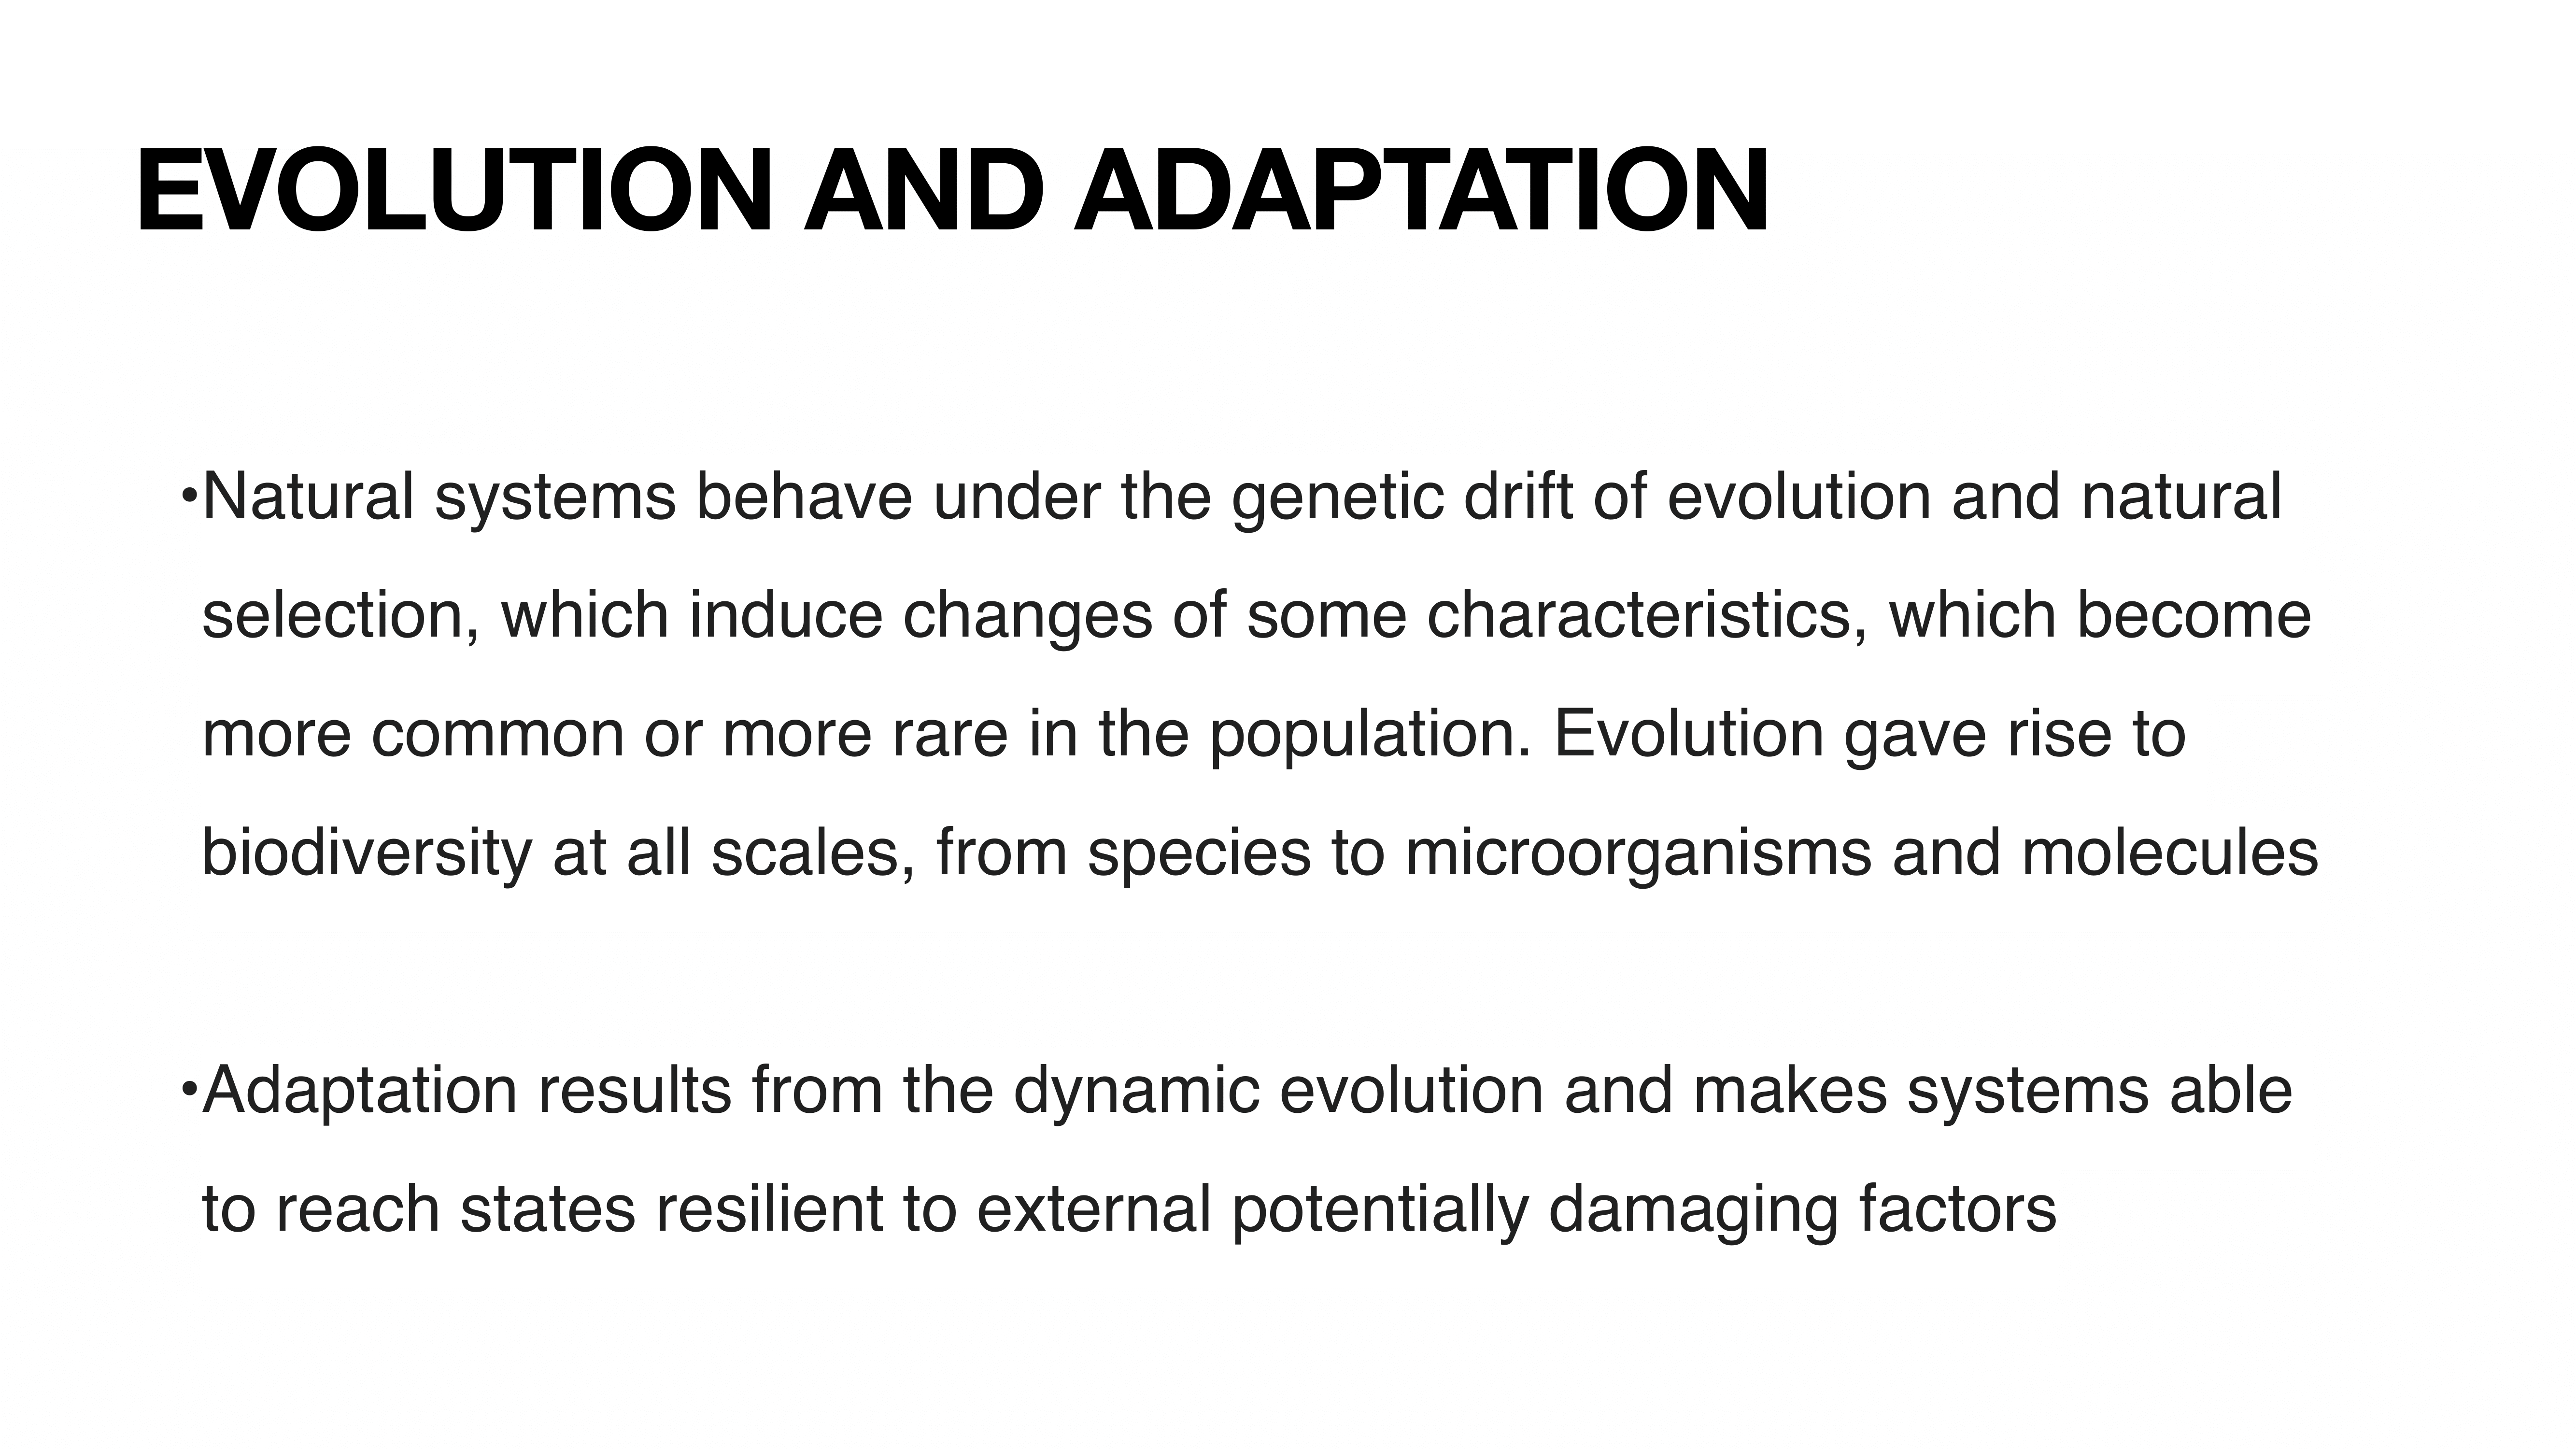 EVOLUTION AND ADAPTATION
•Natural systems behave under the genetic drift of evolution and natural
selection, which induce changes of some characteristics, which become
more common or more rare in the population. Evolution gave rise to
biodiversity at all scales, from species to microorganisms and molecules
•Adaptation results from the dynamic evolution and makes systems able
to reach states resilient to external potentially damaging factors